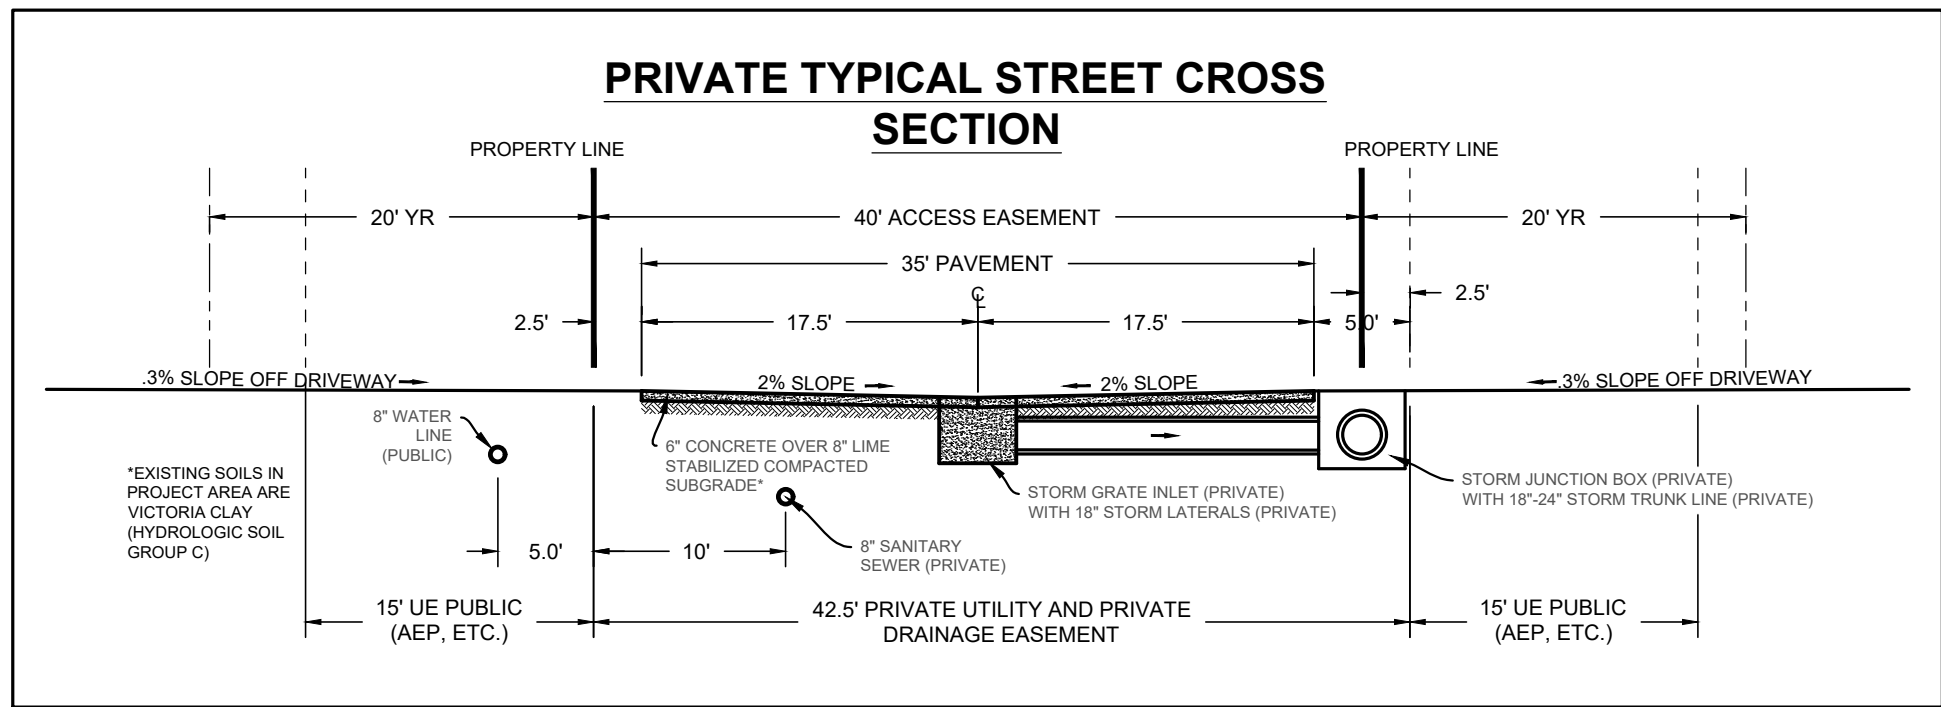 PRIVATE TYPICAL STREET CROSS
SECTION
PROPERTY LINE
PROPERTY LINE
20' YR
40' ACCESS EASEMENT
20' YR
35' PAVEMENT
℄
2.5'
2.5'
17.5'
17.5'
5.0'
.3% SLOPE OFF DRIVEWAY
2% SLOPE
2% SLOPE
.3% SLOPE OFF DRIVEWAY
8" WATER
LINE
(PUBLIC)
6" CONCRETE OVER 8" LIME
STABILIZED COMPACTED
SUBGRADE*
*EXISTING SOILS IN
PROJECT AREA ARE
VICTORIA CLAY
(HYDROLOGIC SOIL
GROUP C)
STORM GRATE INLET (PRIVATE)
WITH 18" STORM LATERALS (PRIVATE)
STORM JUNCTION BOX (PRIVATE)
WITH 18"-24" STORM TRUNK LINE (PRIVATE)
5.0'
10'
8" SANITARY
SEWER (PRIVATE)
15' UE PUBLIC
(AEP, ETC.)
42.5' PRIVATE UTILITY AND PRIVATE
DRAINAGE EASEMENT
15' UE PUBLIC
(AEP, ETC.)